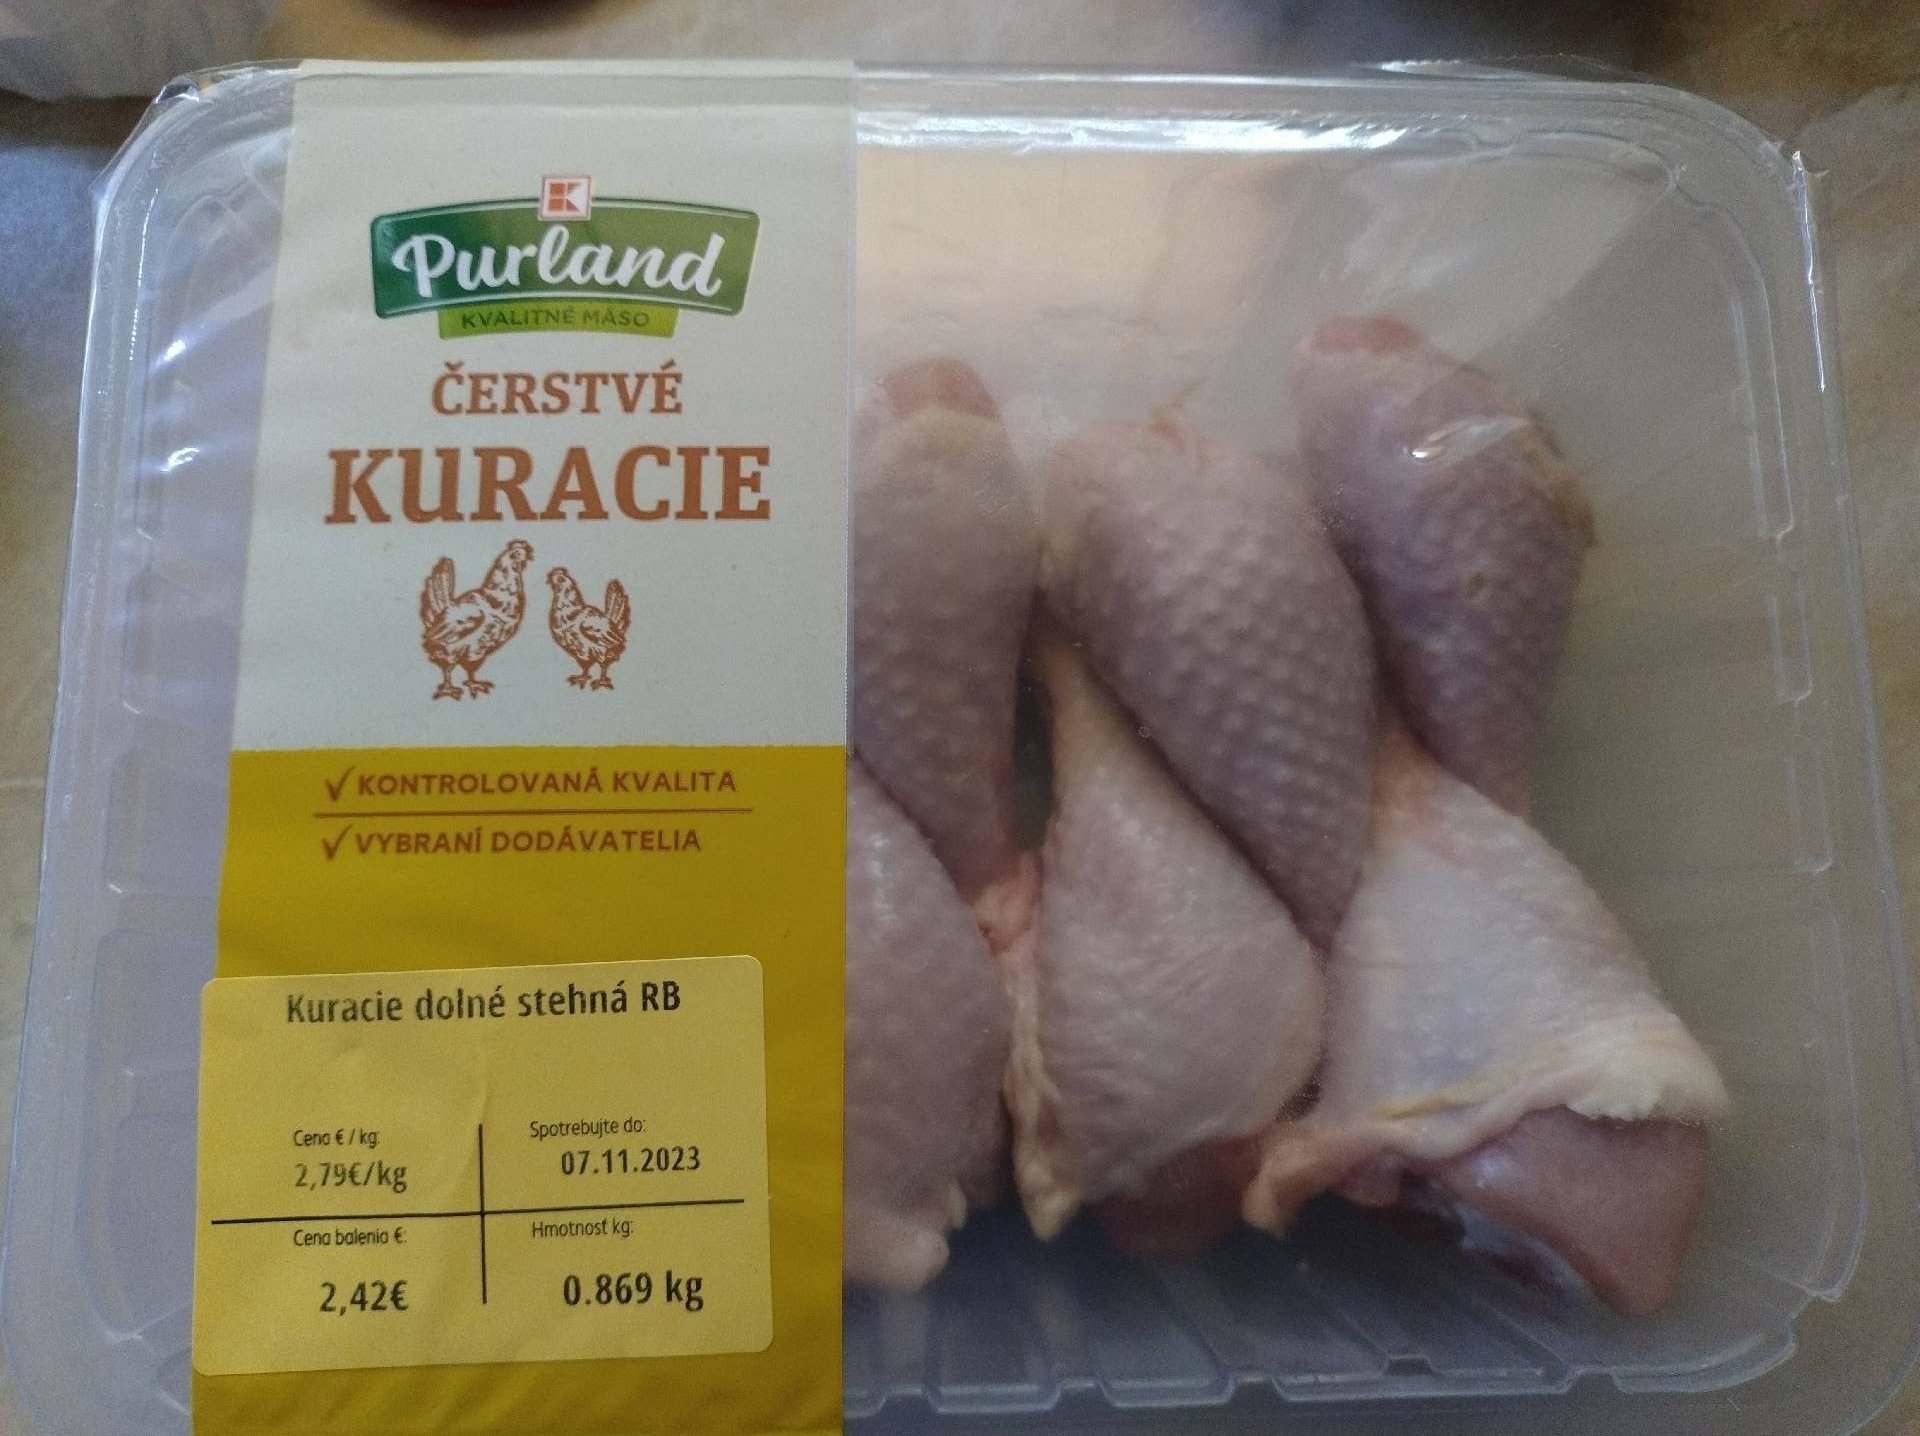 Purland
KVALITNÉ MÄSO
ČERSTVÉ
KURACIE
KONTROLOVANÁ KVALITA
VYBRANÍ DODÁVATELIA
Kuracie dolné stehná RB
Cena € / kg:
2,79€/kg
Spotrebujte do:
07.11.2023
Cena balenia €:
2,42€
Hmotnosť kg:
0.869 kg